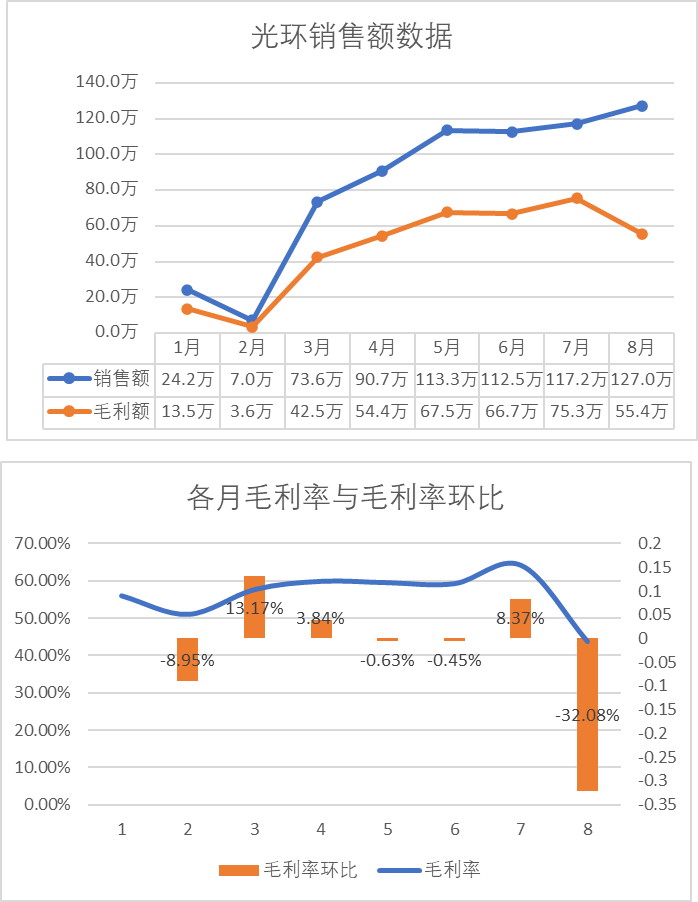 光环销售额数据
140.0万
120.0万
100.0万
80.0万
60.0万
40.0万
20.0万
0.0万
1月 2月 3月 4月 5月 6月 7月 8月
销售额 24.2万 7.0万 73.6万 90.7万 113.3万 112.5万 117.2万 127.0万
毛利额 13.5万 3.6万 42.5万 54.4万 67.5万 66.7万 75.3万 55.4万
各月毛利率与毛利率环比
70.00% 0.2
60.00% 0.15
50.00% 0.1
40.00% 0.05
30.00% 0
20.00% -0.05
10.00% -0.1
0.00% -0.15
-0.2
-0.25
-0.3
-0.35
-8.95% 13.17% 3.84% -0.63% -0.45% 8.37% -32.08%
1 2 3 4 5 6 7 8
毛利率环比 毛利率